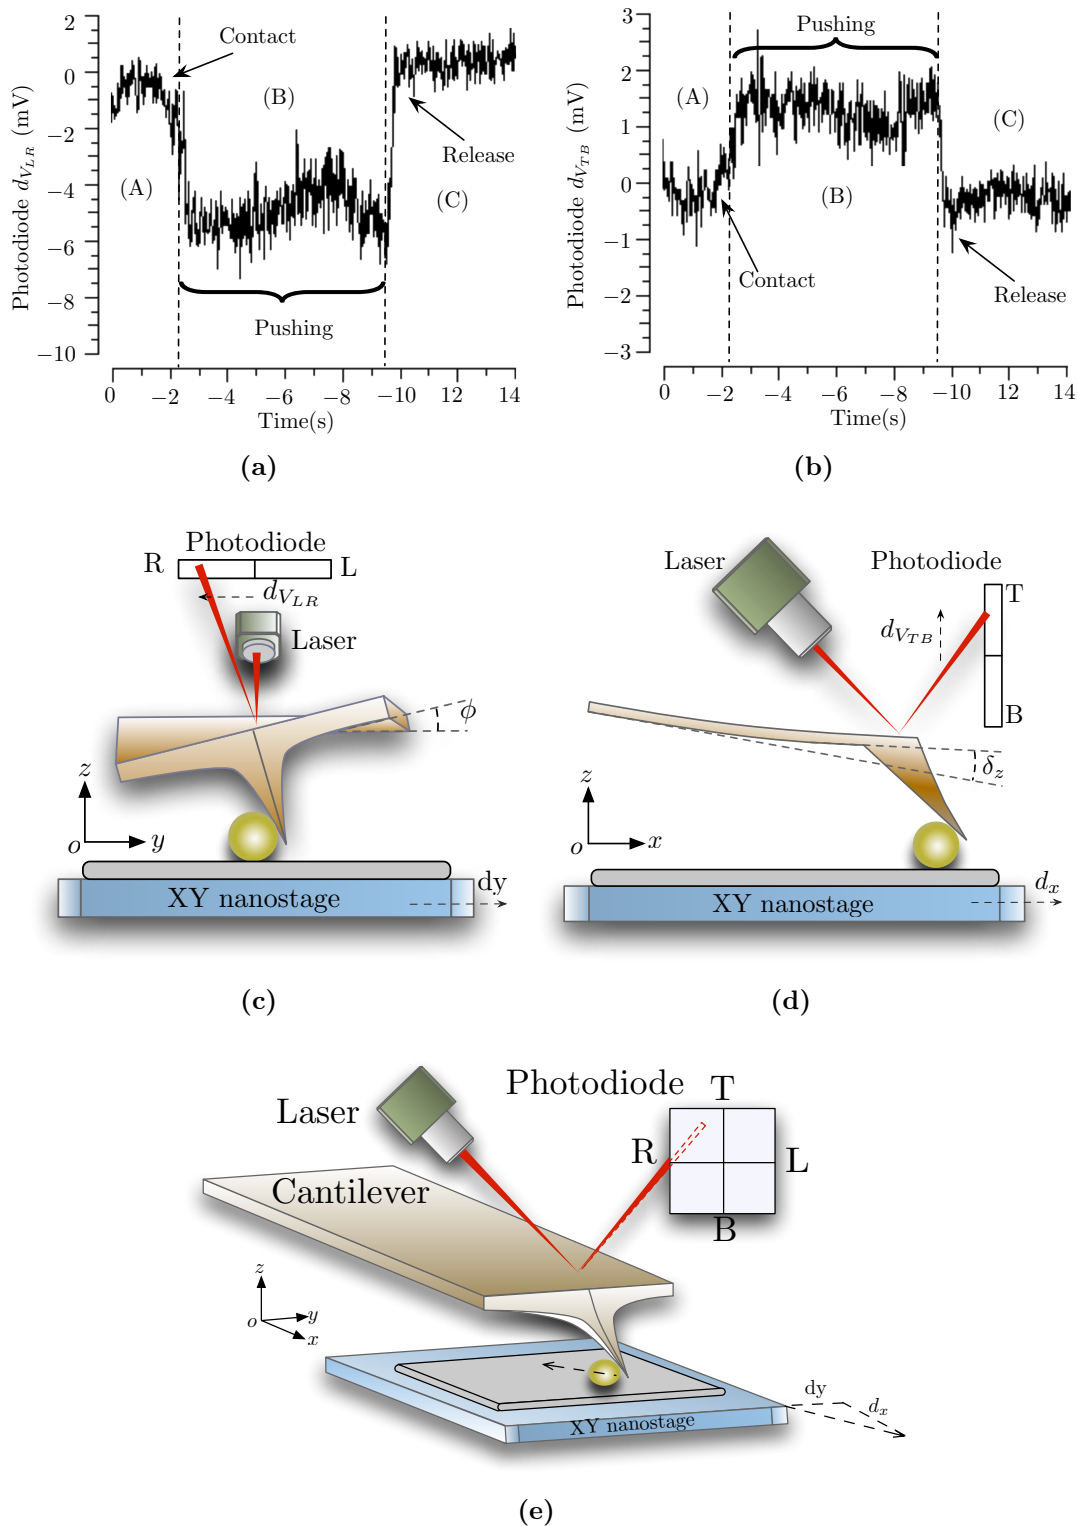 2
0
−2
−4
−6
−8
−10
Photodiode dVLR (mV)
Contact
(A)
(B)
(C)
Release
Pushing
0 −2 −4 −6 −8 −10 12 14
Time(s)
(a)
3
2
1
0
−1
−2
−3
Photodiode dVTB (mV)
Pushing
(A)
(B)
(C)
Contact
Release
0 −2 −4 −6 −8 −10 12 14
Time(s)
(b)
Photodiode
R L
dVLR
Laser
ϕ
z
o y
dy
XY nanostage
(c)
Laser
Photodiode
T
dVTB
B
δz
z
o x
dx
XY nanostage
(d)
Photodiode
T
Laser
R L
B
Cantilever
z
y
o
x
dy
dx
XY nanostage
(e)